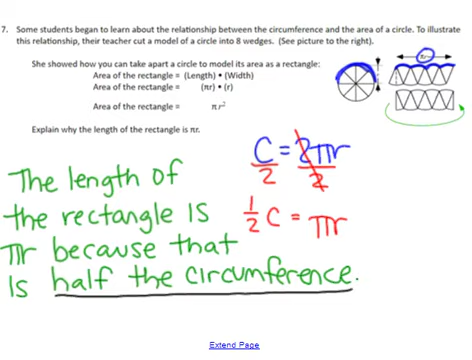 7. Some students began to learn about the relationship between the circumference and the area of a circle. To illustrate
this relationship, their teacher cut a model of a circle into 8 wedges. (See picture to the right).
She showed how you can take apart a circle to model its area as a rectangle:
Area of the rectangle = (Length) • (Width)
Area of the rectangle = (πr) • (r)
Area of the rectangle = πr²
Explain why the length of the rectangle is πr.
C/2 = 2πr/2
½ C = πr
The length of
the rectangle is
πr because that
is half the circumference.
Extend Page